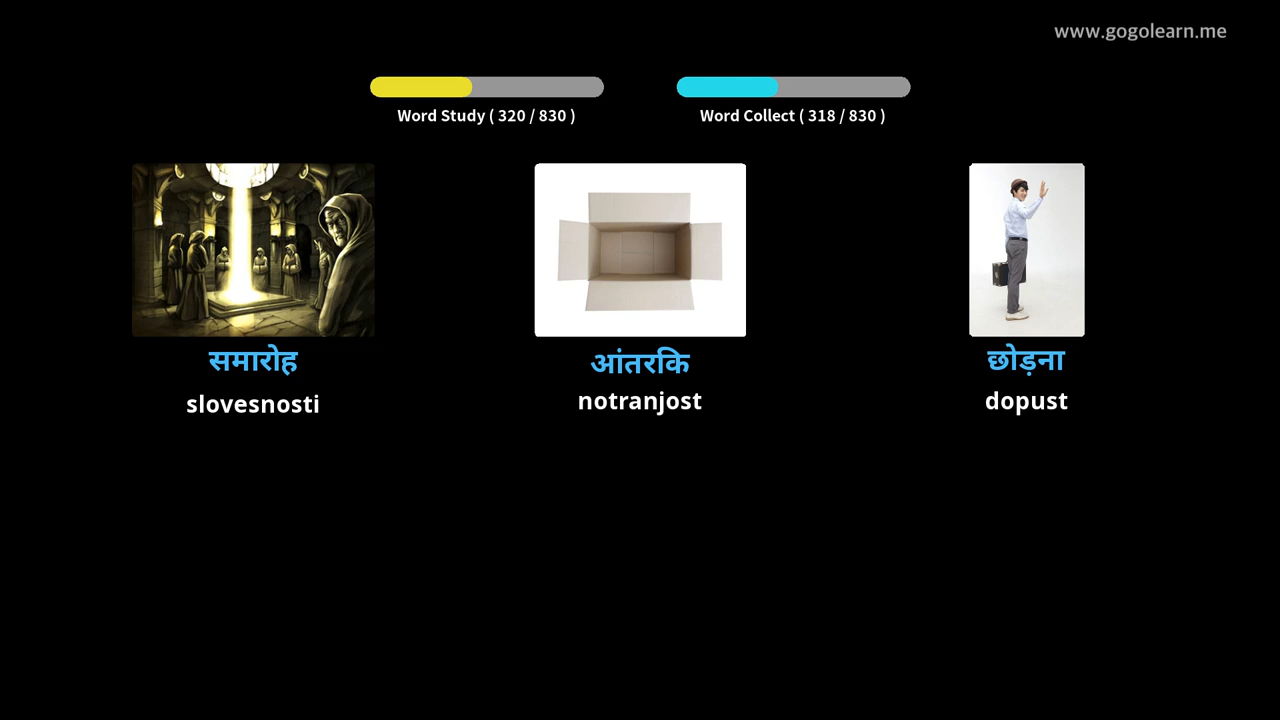 www.gogolearn.me
Word Study ( 320 / 830 )
Word Collect ( 318 / 830 )
समारोह
आंतरकि
छोड़ना
slovesnosti
notranjost
dopust